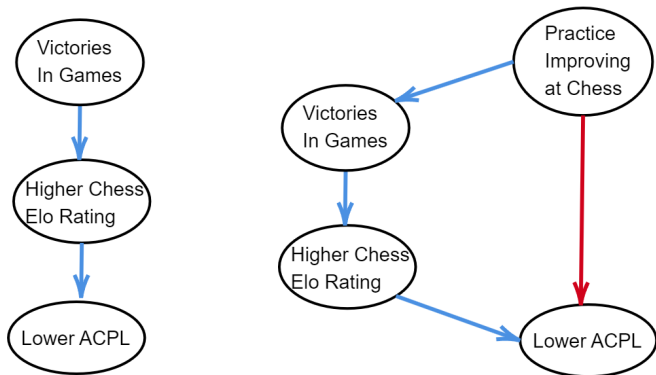 Victories
In Games
Higher Chess
Elo Rating
Lower ACPL
Practice
Improving
at Chess
Victories
In Games
Higher Chess
Elo Rating
Lower ACPL